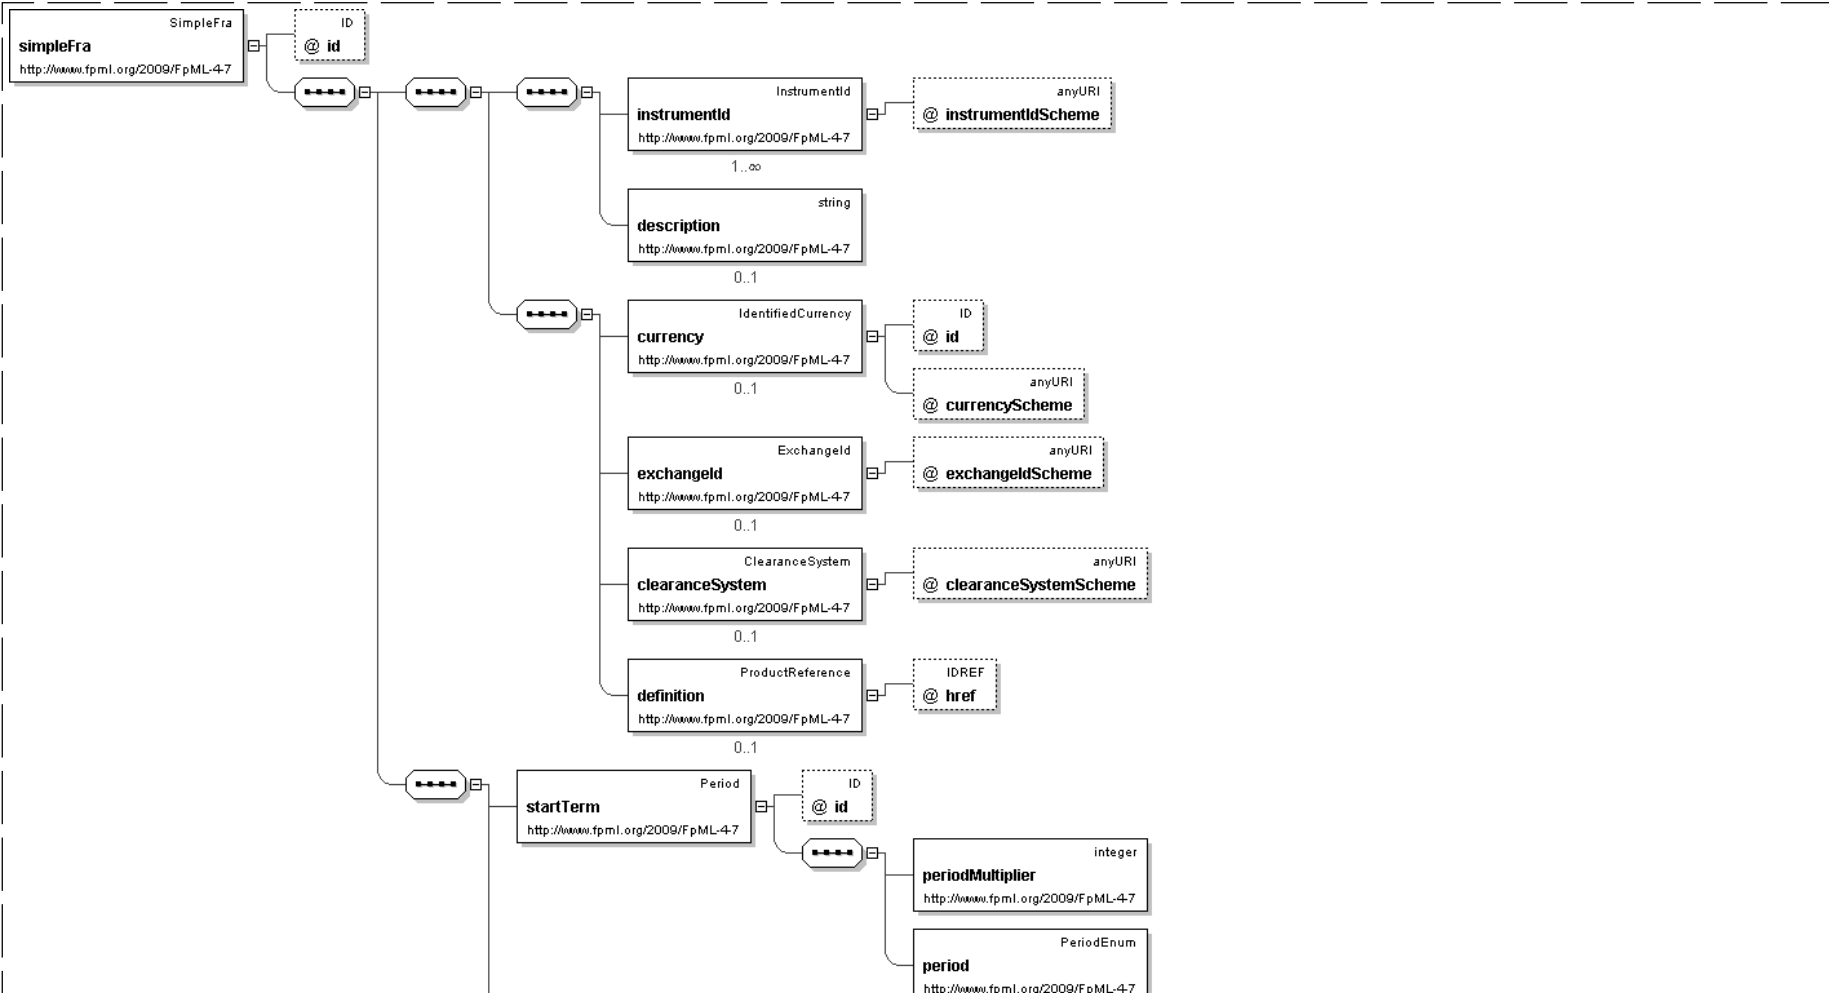 SimpleFra
simpleFra
http://www.fpml.org/2009/FpML-4-7
ID
@ id
InstrumentId
instrumentId
http://www.fpml.org/2009/FpML-4-7
1..∞
anyURI
@ instrumentIdScheme
string
description
http://www.fpml.org/2009/FpML-4-7
0..1
IdentifiedCurrency
currency
http://www.fpml.org/2009/FpML-4-7
0..1
ID
@ id
anyURI
@ currencyScheme
ExchangeId
exchangeId
http://www.fpml.org/2009/FpML-4-7
0..1
anyURI
@ exchangeIdScheme
ClearanceSystem
clearanceSystem
http://www.fpml.org/2009/FpML-4-7
0..1
anyURI
@ clearanceSystemScheme
ProductReference
definition
http://www.fpml.org/2009/FpML-4-7
0..1
IDREF
@ href
Period
startTerm
http://www.fpml.org/2009/FpML-4-7
ID
@ id
integer
periodMultiplier
http://www.fpml.org/2009/FpML-4-7
PeriodEnum
period
http://www.fpml.org/2009/FpML-4-7